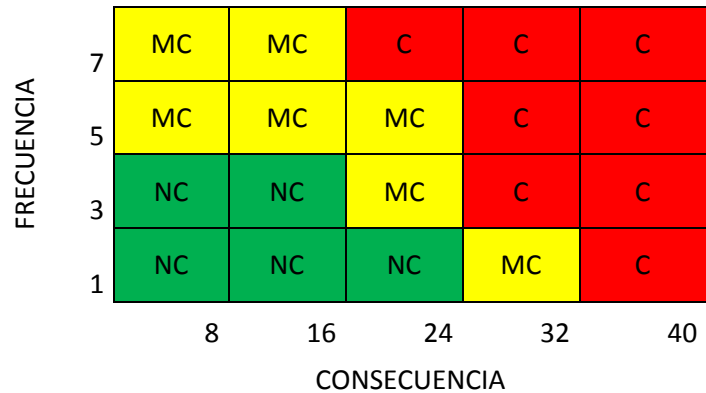 FRECUENCIA
7 MC MC C C C
5 MC MC MC C C
3 NC NC MC C C
1 NC NC NC MC C
8 16 24 32 40
CONSECUENCIA